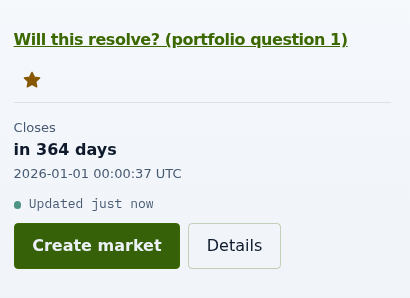 Will this resolve? (portfolio question 1)
Closes
in 364 days
2026-01-01 00:00:37 UTC
Updated just now
Create market
Details